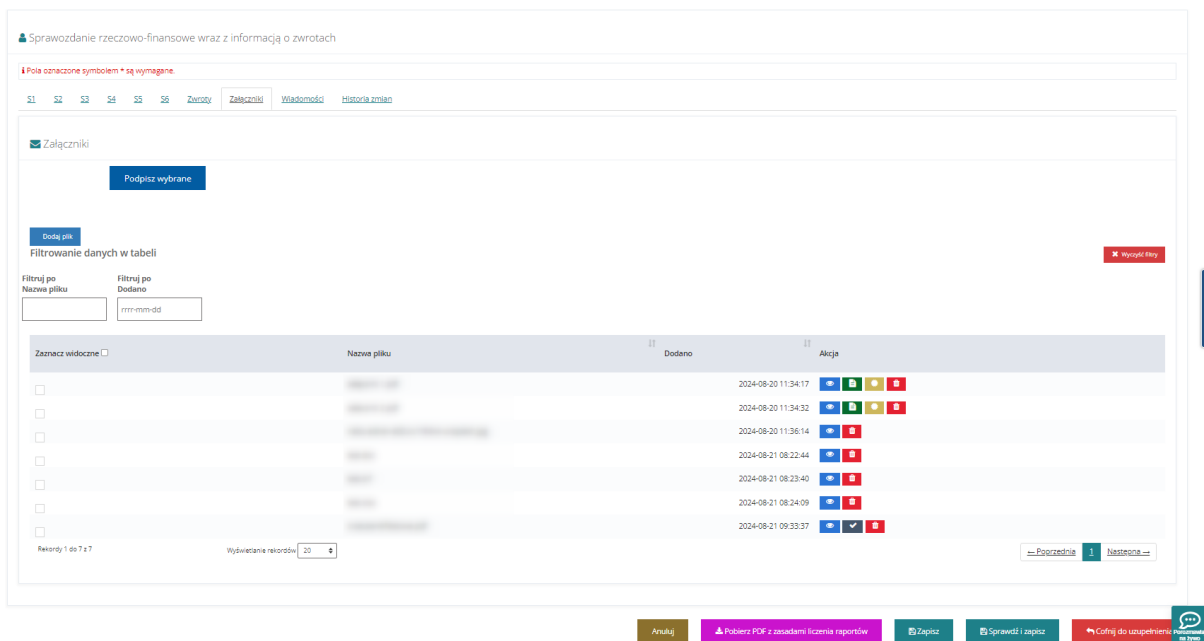 Sprawozdanie rzeczowo-finansowe wraz z informacją o zwrotach
Pola oznaczone symbolem * są wymagane.
S1 S2 S3 S4 S5 S6 Zwroty Załączniki Wiadomości Historia zmian
Załączniki
Podpisz wybrane
Dodaj plik
Filtrowanie danych w tabeli
Wyczyść filtry
Filtruj po Nazwa pliku
Filtruj po Dodano
rrrr-mm-dd
Zaznacz widoczne Nazwa pliku Dodano Akcja
2024-08-20 11:34:17
2024-08-20 11:34:32
2024-08-20 11:36:14
2024-08-21 08:22:44
2024-08-21 08:23:40
2024-08-21 08:24:09
2024-08-21 09:33:37
Rekordy 1 do 7 z 7 Wyświetlanie rekordów 20 ← Poprzednia 1 Następna →
Anuluj Pobierz PDF z zasadami liczenia raportów Zapisz Sprawdź i zapisz Cofnij do uzupełnienia
na żywo